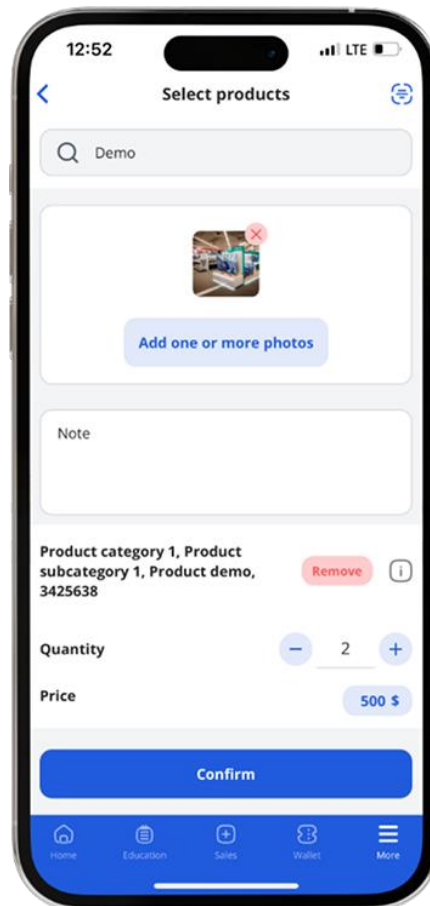 12:52
LTE
Select products
Demo
Add one or more photos
Note
Product category 1, Product
subcategory 1, Product demo,
3425638
Remove
i
Quantity
2
Price
500 $
Confirm
Home
Education
Sales
Wallet
More